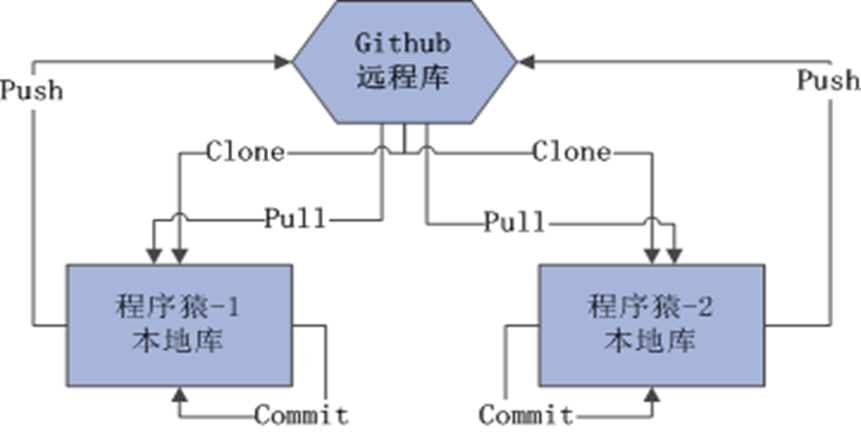 Github
远程库
Push
Push
Clone
Clone
Pull
Pull
程序猿-1
本地库
程序猿-2
本地库
Commit
Commit